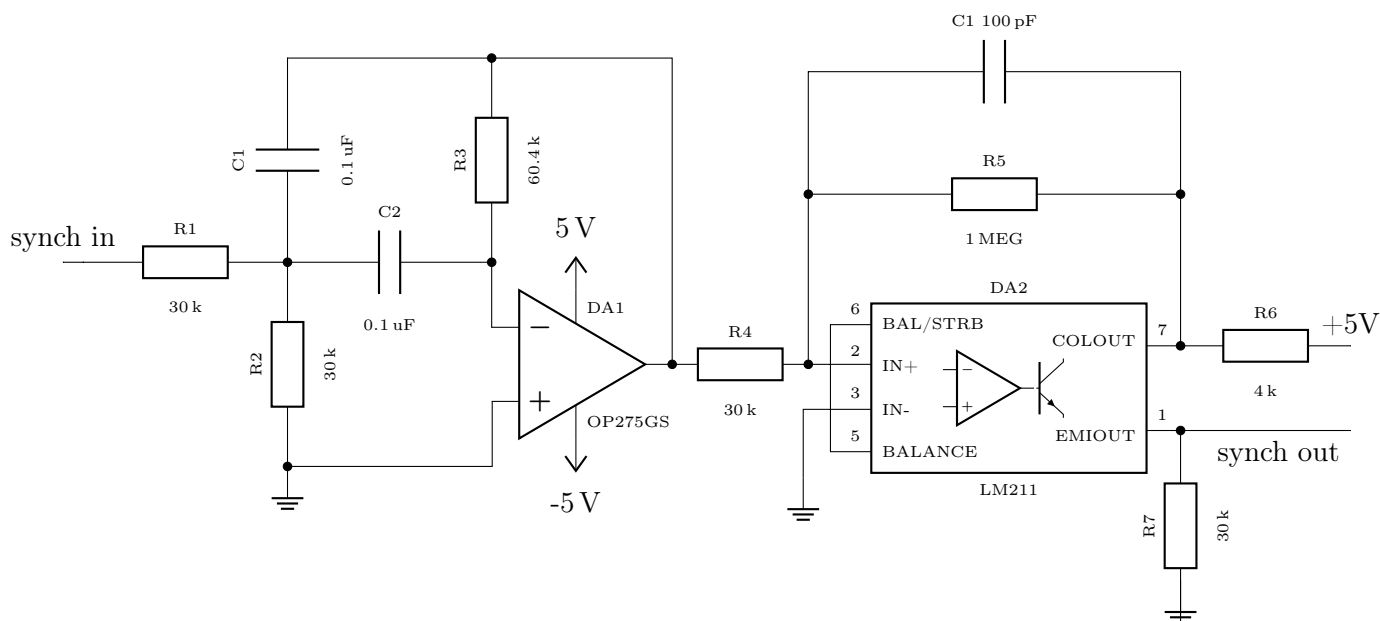 C1 100 pF
C1
0.1 uF
R3
60.4 k
R5
1 MEG
synch in
R1
30 k
C2
0.1 uF
5 V
DA1
R2
30 k
−
+
OP275GS
-5 V
R4
30 k
DA2
6
BAL/STRB
2
IN+
3
IN-
5
BALANCE
−
+
COLOUT
7
EMIOUT
1
LM211
R6
4 k
+5V
synch out
R7
30 k